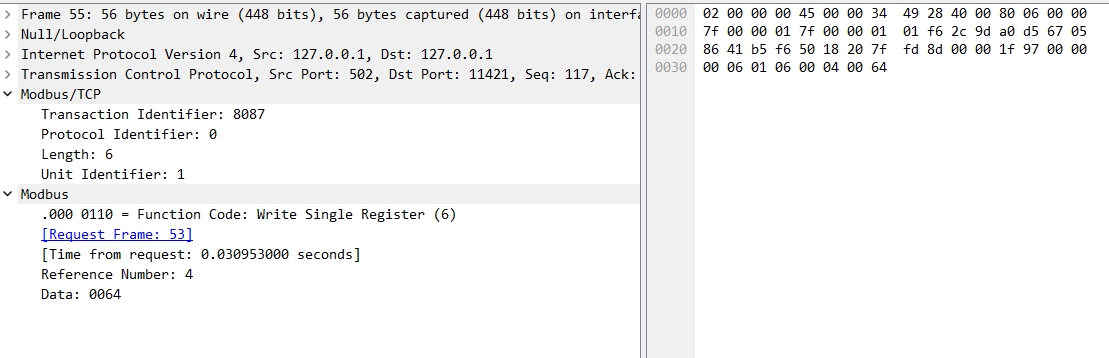 Frame 55: 56 bytes on wire (448 bits), 56 bytes captured (448 bits) on interfa
Null/Loopback
Internet Protocol Version 4, Src: 127.0.0.1, Dst: 127.0.0.1
Transmission Control Protocol, Src Port: 502, Dst Port: 11421, Seq: 117, Ack:
Modbus/TCP
Transaction Identifier: 8087
Protocol Identifier: 0
Length: 6
Unit Identifier: 1
Modbus
.000 0110 = Function Code: Write Single Register (6)
[Request Frame: 53]
[Time from request: 0.030953000 seconds]
Reference Number: 4
Data: 0064
0000 02 00 00 00 45 00 00 34 49 28 40 00 80 06 00 00
0010 7f 00 00 01 7f 00 00 01 01 f6 2c 9d a0 d5 67 05
0020 86 41 b5 f6 50 18 20 7f fd 8d 00 00 1f 97 00 00
0030 00 06 01 06 00 04 00 64